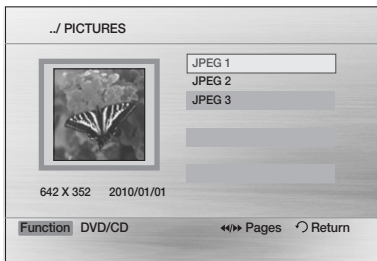 ../ PICTURES
JPEG 1
JPEG 2
JPEG 3
642 X 352 2010/01/01
Function DVD/CD Pages Return